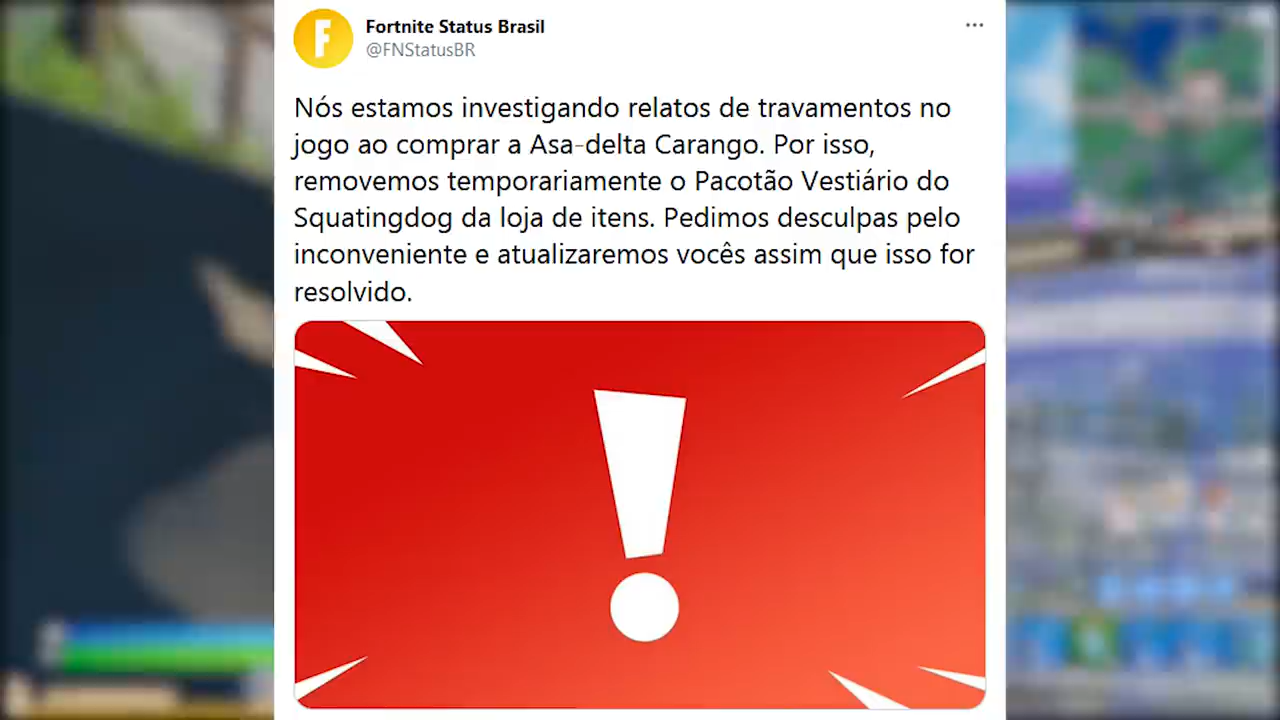 Fortnite Status Brasil
@FNStatusBR
Nós estamos investigando relatos de travamentos no
jogo ao comprar a Asa-delta Carango. Por isso,
removemos temporariamente o Pacotão Vestiário do
Squatingdog da loja de itens. Pedimos desculpas pelo
inconveniente e atualizaremos vocês assim que isso for
resolvido.
!